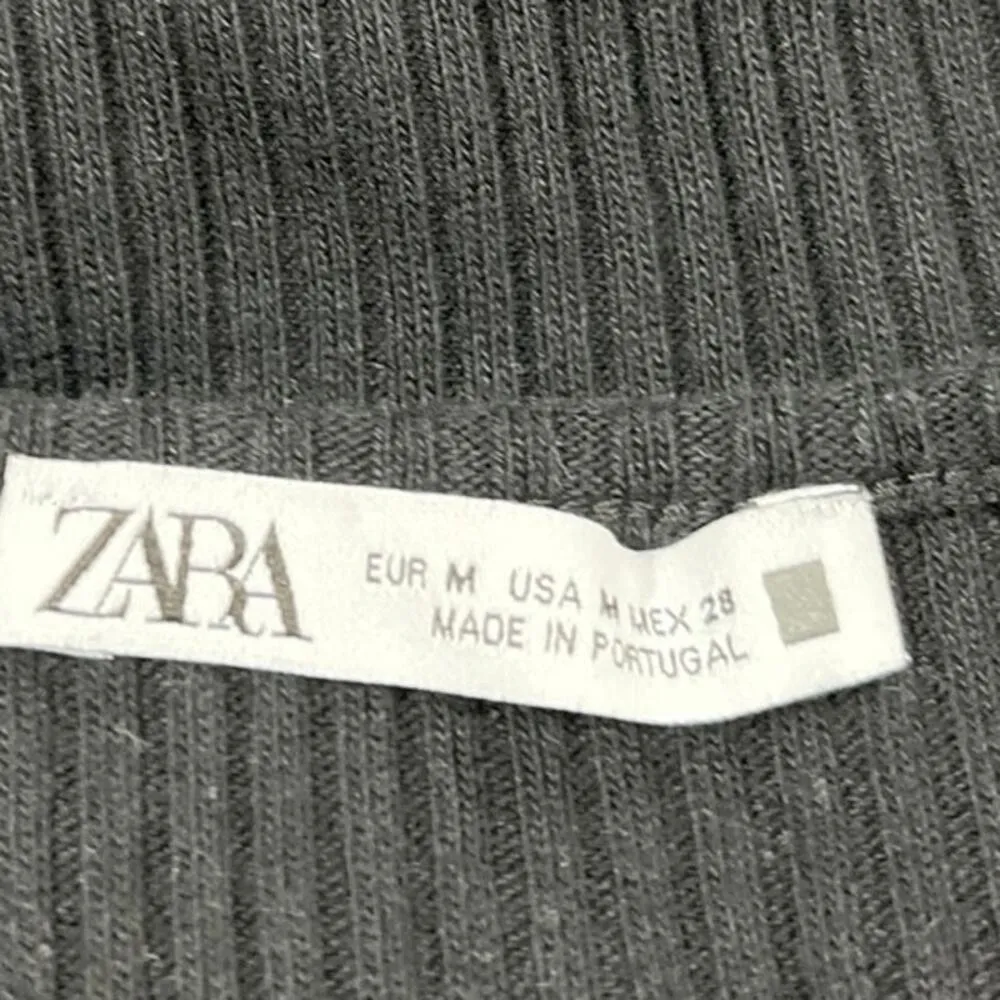 ZARA
EUR M USA M MEX 28
MADE IN PORTUGAL